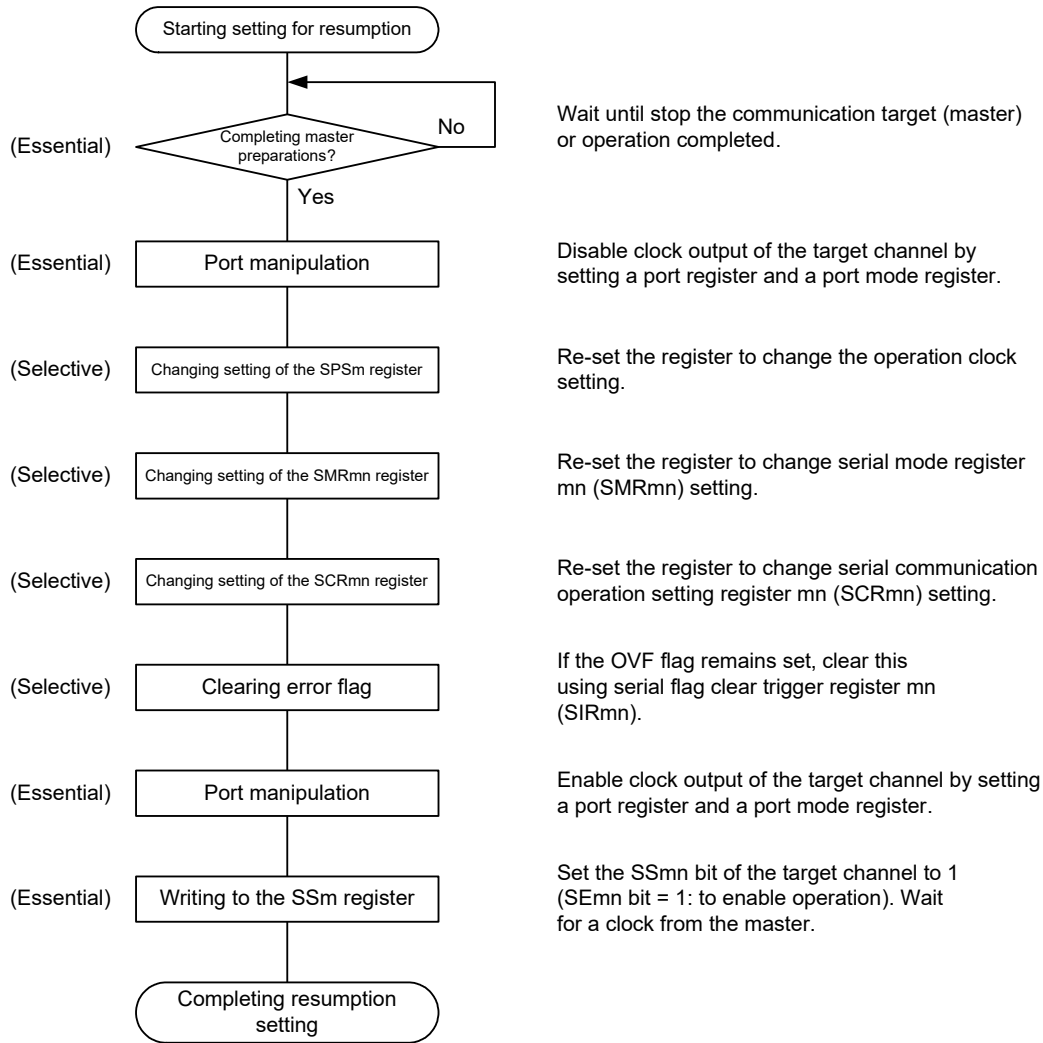 Starting setting for resumption
(Essential)
Completing master
preparations?
No
Yes
Wait until stop the communication target (master)
or operation completed.
(Essential)
Port manipulation
Disable clock output of the target channel by
setting a port register and a port mode register.
(Selective)
Changing setting of the SPSm register
Re-set the register to change the operation clock
setting.
(Selective)
Changing setting of the SMRmn register
Re-set the register to change serial mode register
mn (SMRmn) setting.
(Selective)
Changing setting of the SCRmn register
Re-set the register to change serial communication
operation setting register mn (SCRmn) setting.
(Selective)
Clearing error flag
If the OVF flag remains set, clear this
using serial flag clear trigger register mn
(SIRmn).
(Essential)
Port manipulation
Enable clock output of the target channel by setting
a port register and a port mode register.
(Essential)
Writing to the SSm register
Set the SSmn bit of the target channel to 1
(SEmn bit = 1: to enable operation). Wait
for a clock from the master.
Completing resumption
setting